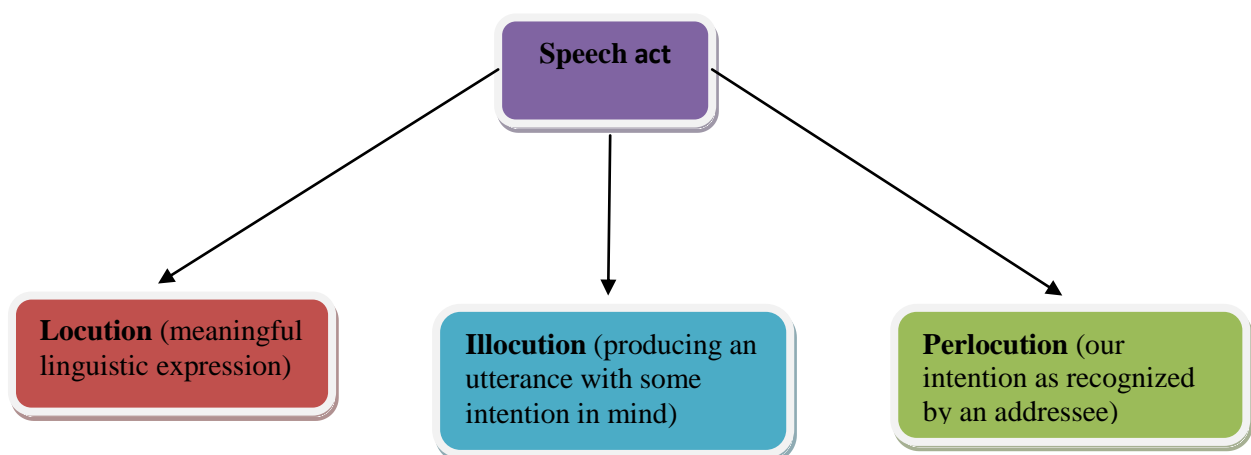 Speech act
Locution (meaningful
linguistic expression)
Illocution (producing an
utterance with some
intention in mind)
Perlocution (our
intention as recognized
by an addressee)